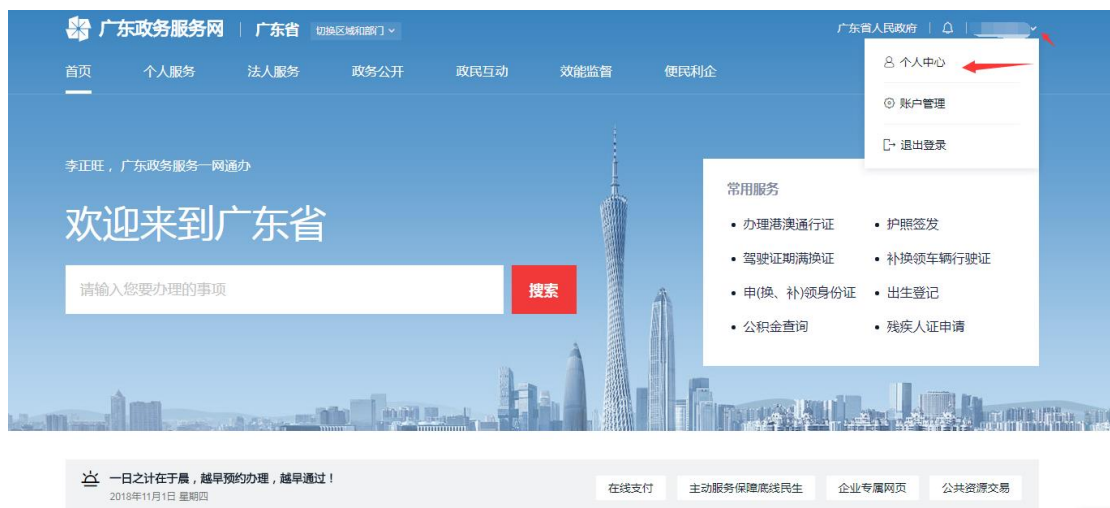 广东政务服务网 | 广东省 切换区域和部门
广东省人民政府
首页 个人服务 法人服务 政务公开 政民互动 效能监督 便民利企
个人中心
账户管理
退出登录
李正旺，广东政务服务一网通办
欢迎来到广东省
请输入您要办理的事项 搜索
常用服务
• 办理港澳通行证 • 护照签发
• 驾驶证期满换证 • 补换领车辆行驶证
• 申(换、补)领身份证 • 出生登记
• 公积金查询 • 残疾人证申请
一日之计在于晨，越早预约办理，越早通过！
2018年11月1日 星期四
在线支付 主动服务保障底线民生 企业专属网页 公共资源交易